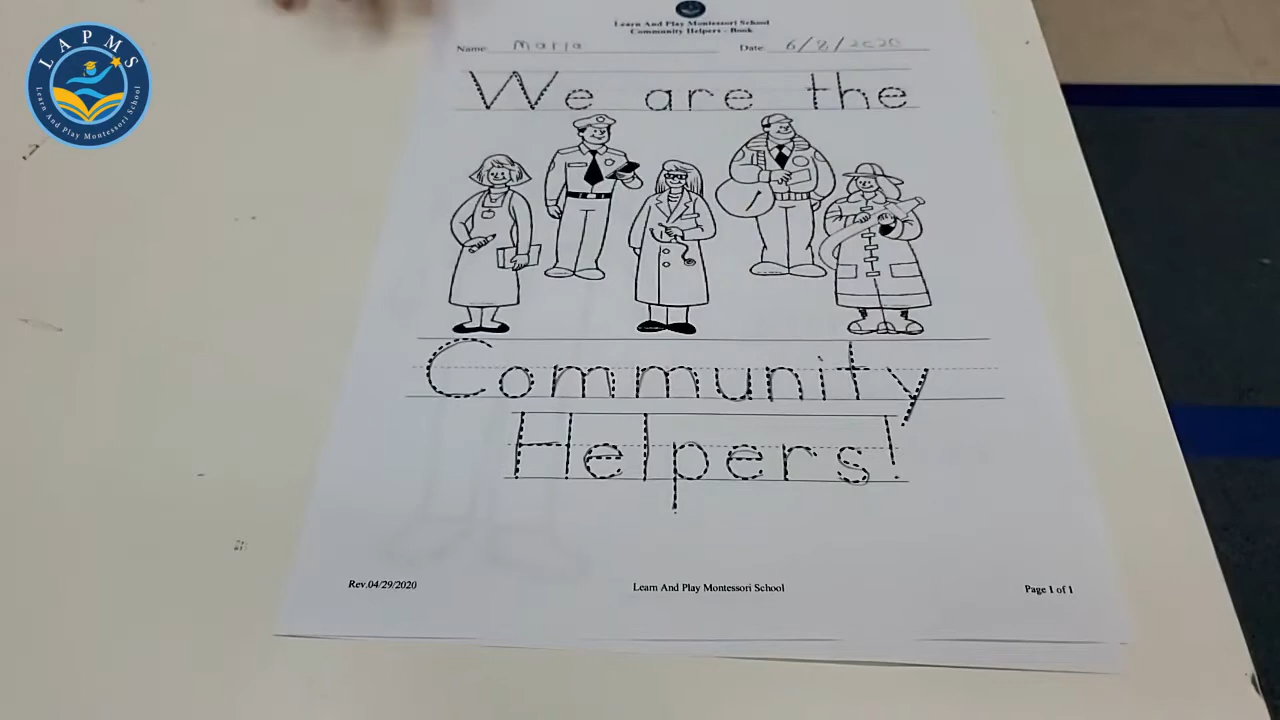 LAPMS
Learn And Play Montessori School
Learn And Play Montessori School
Community Helpers - Book
Name: Maria Date: 6/8/2020
We are the
Community
Helpers!
Rev.04/29/2020 Learn And Play Montessori School Page 1 of 1